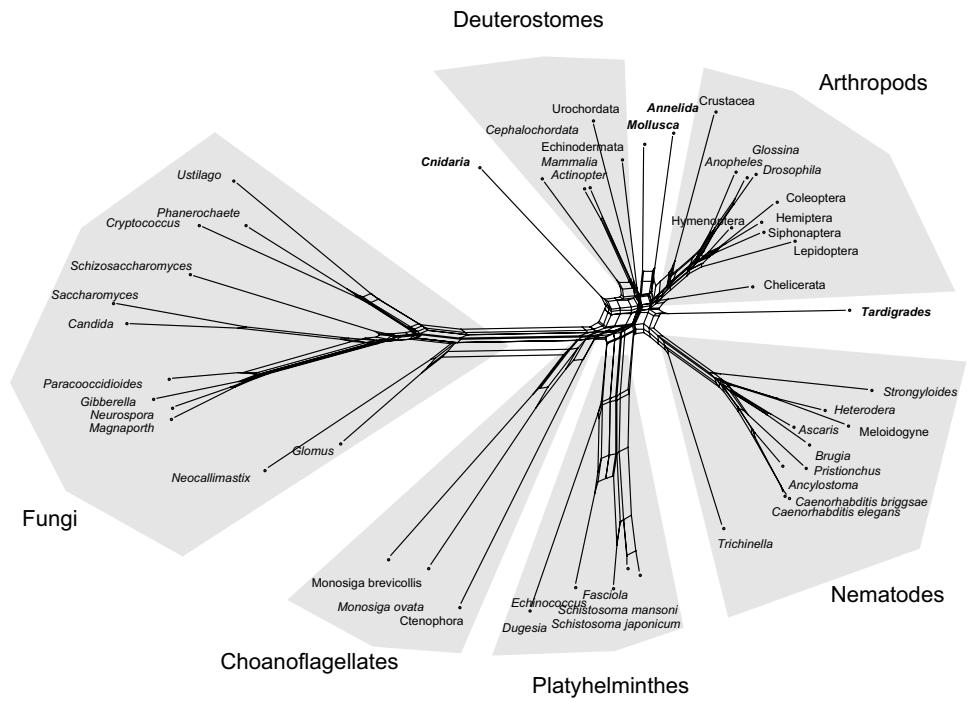 Deuterostomes
Arthropods
Urochordata
Annelida
Crustacea
Cephalochordata
Mollusca
Echinodermata
Glossina
Cnidaria
Mammalia
Anopheles
Drosophila
Actinopter
Ustilago
Coleoptera
Phanerochaete
Cryptococcus
Hymenoptera
Hemiptera
Siphonaptera
Lepidoptera
Schizosaccharomyces
Chelicerata
Saccharomyces
Tardigrades
Candida
Paracooccidioides
Strongyloides
Gibberella
Heterodera
Neurospora
Magnaporth
Ascaris
Meloidogyne
Glomus
Brugia
Neocallimastix
Pristionchus
Ancylostoma
Caenorhabditis briggsae
Caenorhabditis elegans
Fungi
Trichinella
Monosiga brevicollis
Nematodes
Monosiga ovata
Echinococcus
Fasciola
Schistosoma mansoni
Ctenophora
Dugesia
Schistosoma japonicum
Choanoflagellates
Platyhelminthes